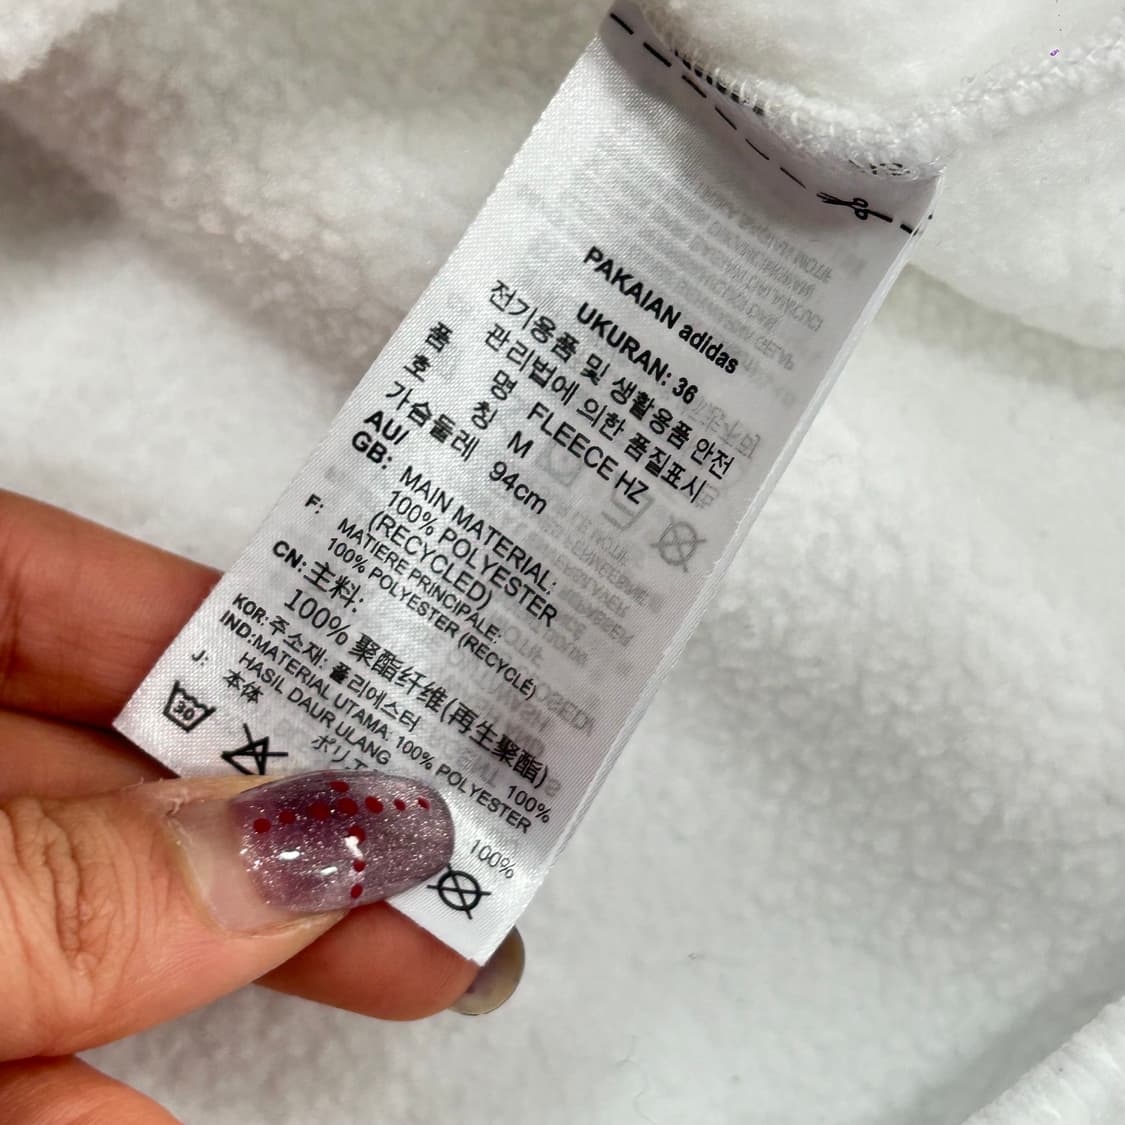 PAKAIAN adidas
UKURAN: 36
전기용품 및 생활용품 안전
관리법에 의한 품질표시
품 명 FLEECE HZ
호 칭 M
가슴둘레 94cm
AU/
GB: MAIN MATERIAL:
100% POLYESTER
(RECYCLED)
F: MATIERE PRINCIPALE:
100% POLYESTER (RECYCLÉ)
CN: 主料:
100% 聚酯纤维(再生聚酯)
KOR: 주소재: 폴리에스터 100%
IND:MATERIAL UTAMA: 100% POLYESTER
HASIL DAUR ULANG
J: 本体
100%
30